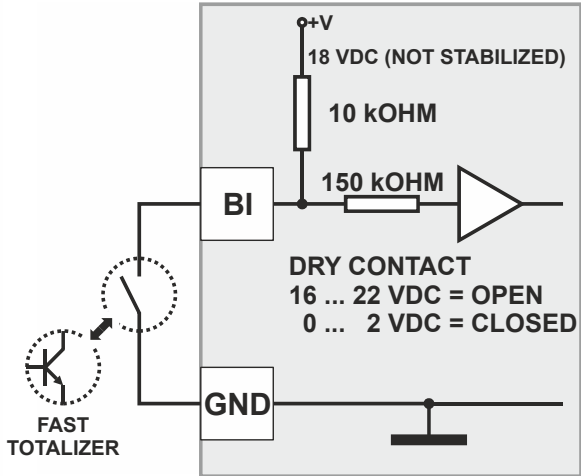 +V
18 VDC (NOT STABILIZED)
10 kOHM
150 kOHM
BI
DRY CONTACT
16 ... 22 VDC = OPEN
0 ... 2 VDC = CLOSED
GND
FAST
TOTALIZER